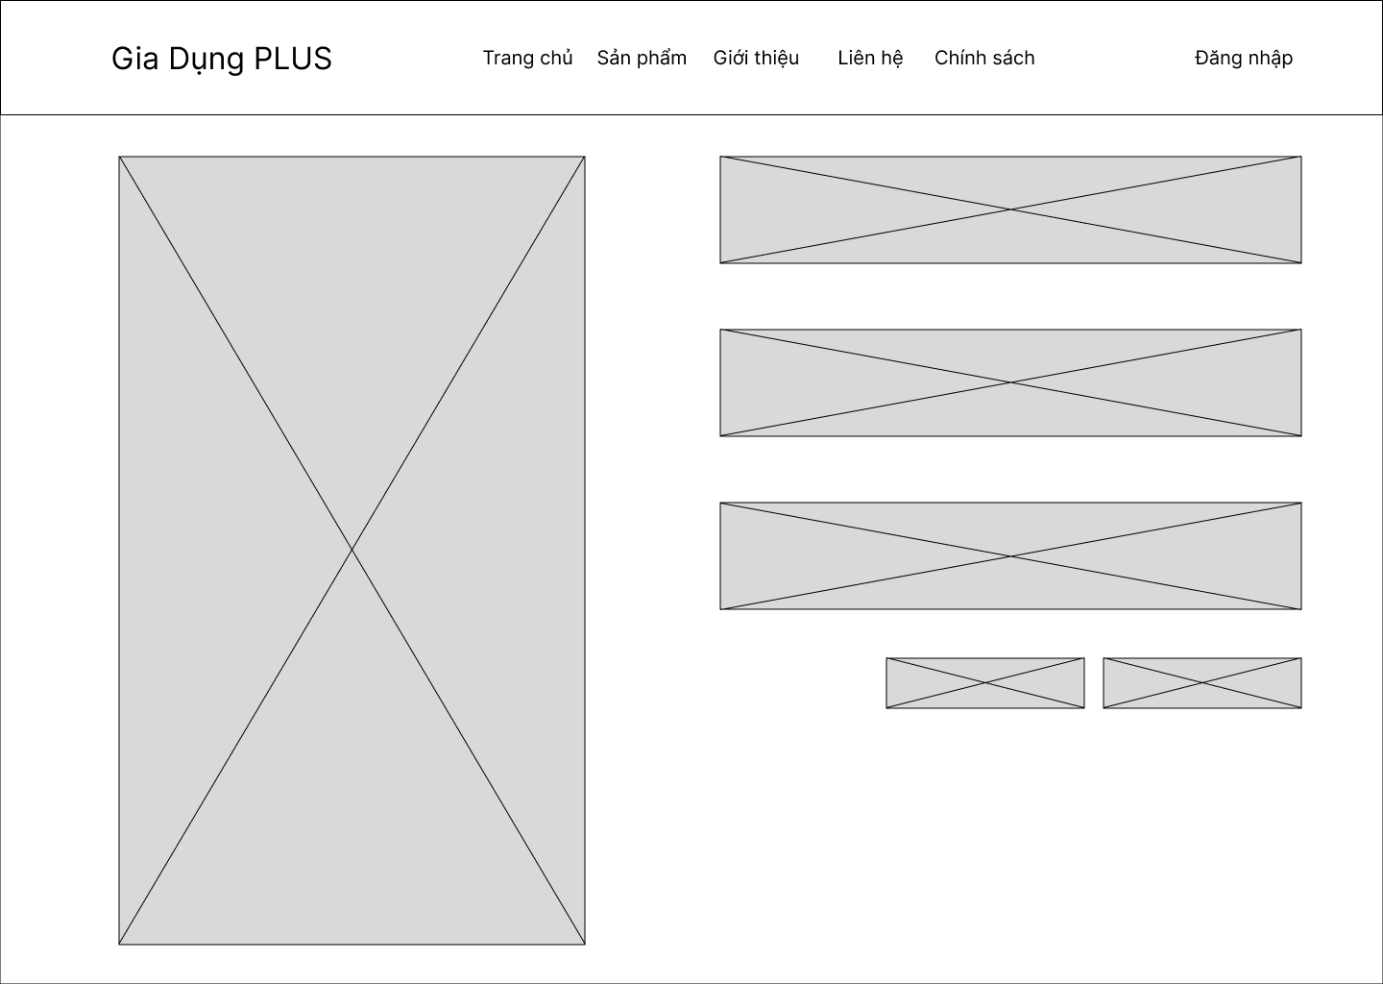 Gia Dụng PLUS
Trang chủ
Sản phẩm
Giới thiệu
Liên hệ
Chính sách
Đăng nhập